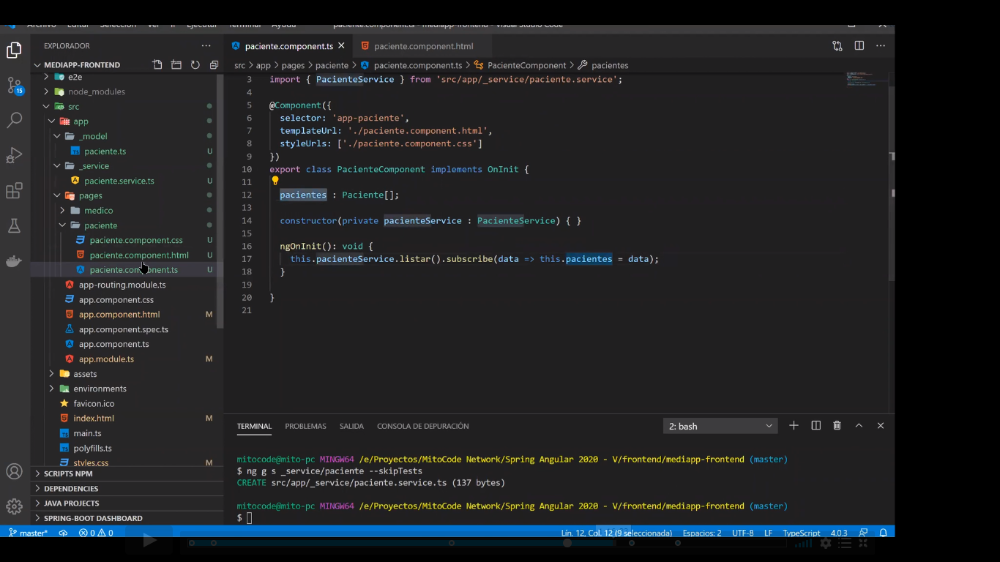 Archivo Editar Selección Ver Ir Ejecutar Terminal Ayuda paciente.component.ts - mediapp-frontend - Visual Studio Code
EXPLORADOR
MEDIAPP-FRONTEND
e2e
node_modules
src
app
_model
paciente.ts U
_service
paciente.service.ts U
pages
medico
paciente
paciente.component.css U
paciente.component.html U
paciente.component.ts U
app-routing.module.ts
app.component.css
app.component.html M
app.component.spec.ts
app.component.ts
app.module.ts M
assets
environments
favicon.ico
index.html M
main.ts
polyfills.ts
styles.css M
SCRIPTS NPM
DEPENDENCIES
JAVA PROJECTS
SPRING-BOOT DASHBOARD
15
paciente.component.ts paciente.component.html
src > app > pages > paciente > paciente.component.ts > PacienteComponent > pacientes
3 import { PacienteService } from 'src/app/_service/paciente.service';
4
5 @Component({
6 selector: 'app-paciente',
7 templateUrl: './paciente.component.html',
8 styleUrls: ['./paciente.component.css']
9 })
10 export class PacienteComponent implements OnInit {
11
12 pacientes : Paciente[];
13
14 constructor(private pacienteService : PacienteService) { }
15
16 ngOnInit(): void {
17 this.pacienteService.listar().subscribe(data => this.pacientes = data);
18 }
19
20 }
21
TERMINAL PROBLEMAS SALIDA CONSOLA DE DEPURACIÓN 2: bash
mitocode@mito-pc MINGW64 /e/Proyectos/MitoCode Network/Spring Angular 2020 - V/frontend/mediapp-frontend (master)
$ ng g s _service/paciente --skipTests
CREATE src/app/_service/paciente.service.ts (137 bytes)
mitocode@mito-pc MINGW64 /e/Proyectos/MitoCode Network/Spring Angular 2020 - V/frontend/mediapp-frontend (master)
$
master* 0 0 Lín. 12, Col. 12 (9 seleccionada) Espacios: 2 UTF-8 LF TypeScript 4.0.3